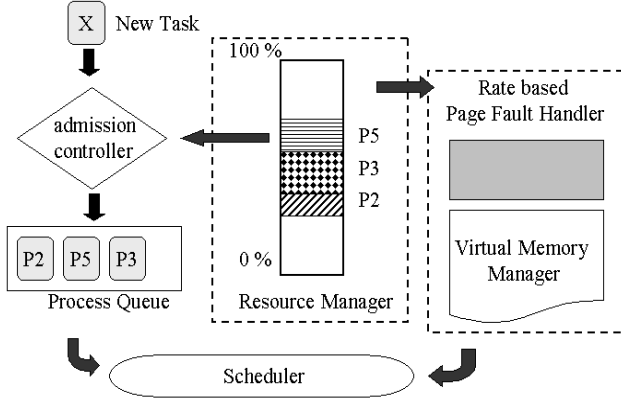 X New Task
100 %
Rate based
Page Fault Handler
admission
controller
P5
P3
P2
P2 P5 P3
0 %
Virtual Memory
Manager
Process Queue
Resource Manager
Scheduler